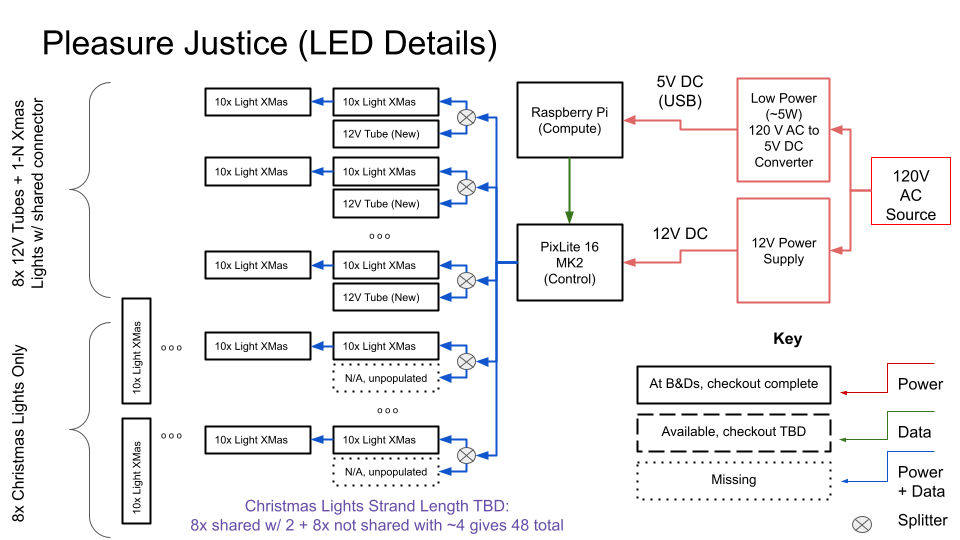 Pleasure Justice (LED Details)
8x 12V Tubes + 1-N Xmas
Lights w/ shared connector
10x Light XMas
10x Light XMas
12V Tube (New)
10x Light XMas
10x Light XMas
12V Tube (New)
10x Light XMas
10x Light XMas
12V Tube (New)
8x Christmas Lights Only
10x Light XMas
10x Light XMas
10x Light XMas
N/A, unpopulated
10x Light XMas
10x Light XMas
10x Light XMas
N/A, unpopulated
Christmas Lights Strand Length TBD:
8x shared w/ 2 + 8x not shared with ~4 gives 48 total
Raspberry Pi
(Compute)
PixLite 16
MK2
(Control)
5V DC
(USB)
12V DC
Low Power
(~5W)
120 V AC to
5V DC
Converter
12V Power
Supply
120V
AC
Source
Key
At B&Ds, checkout complete
Power
Available, checkout TBD
Data
Missing
Power
+ Data
Splitter